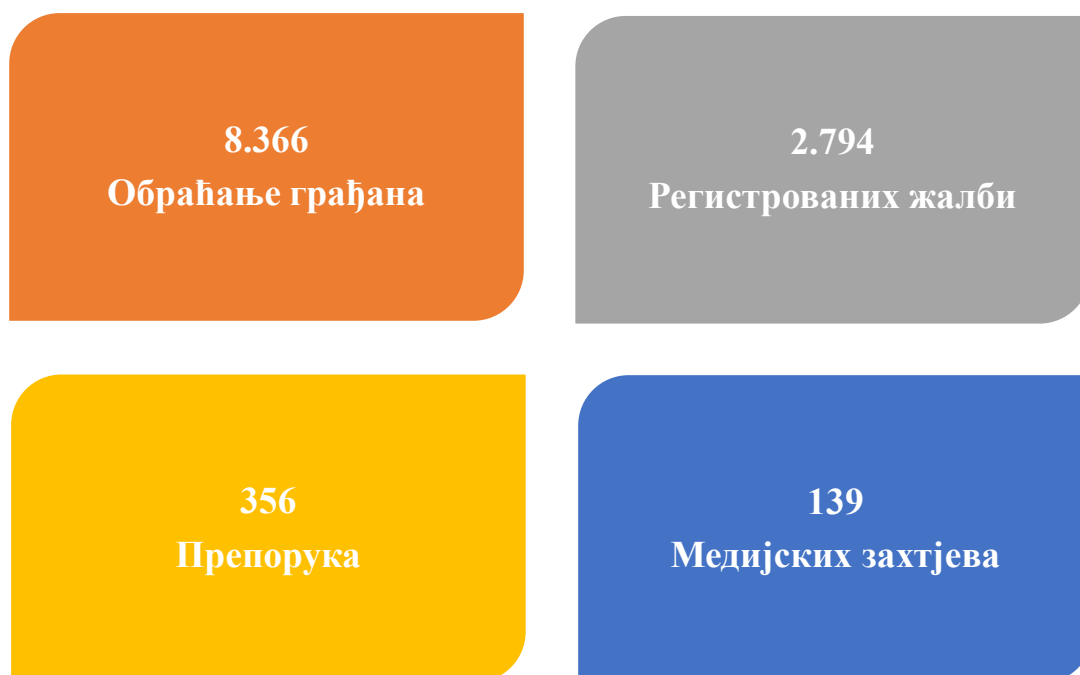 8.366
Обраћање грађана
2.794
Регистрованих жалби
356
Препорука
139
Медијских захтјева